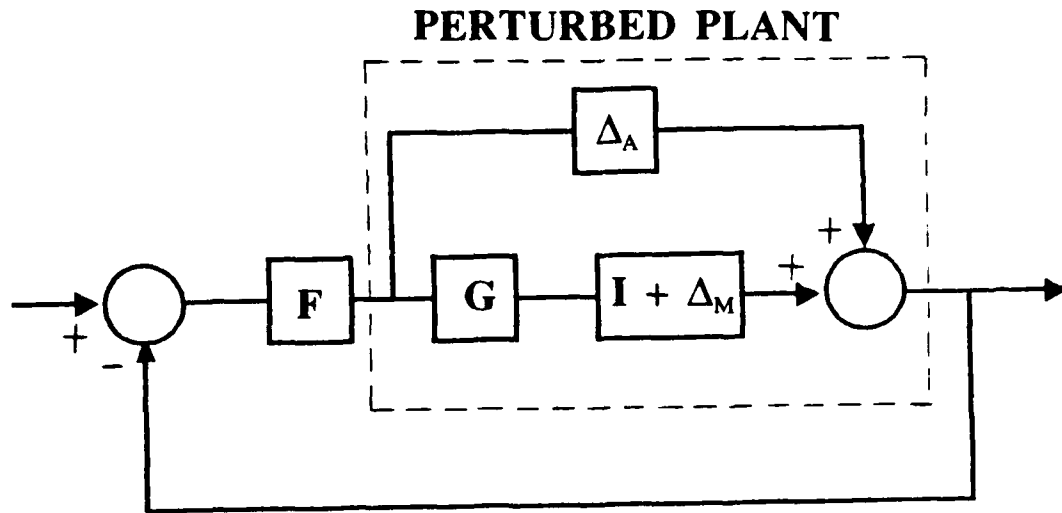 PERTURBED PLANT
Δ_A
+
F
G
I + Δ_M
+
+
-